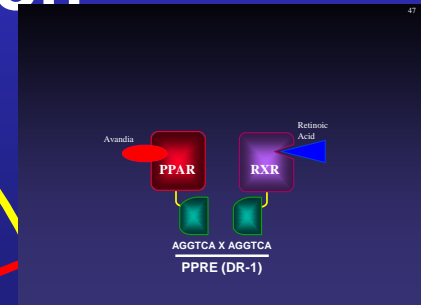 47
Avandia
Retinoic
Acid
PPAR
RXR
AGGTCA X AGGTCA
PPRE (DR-1)